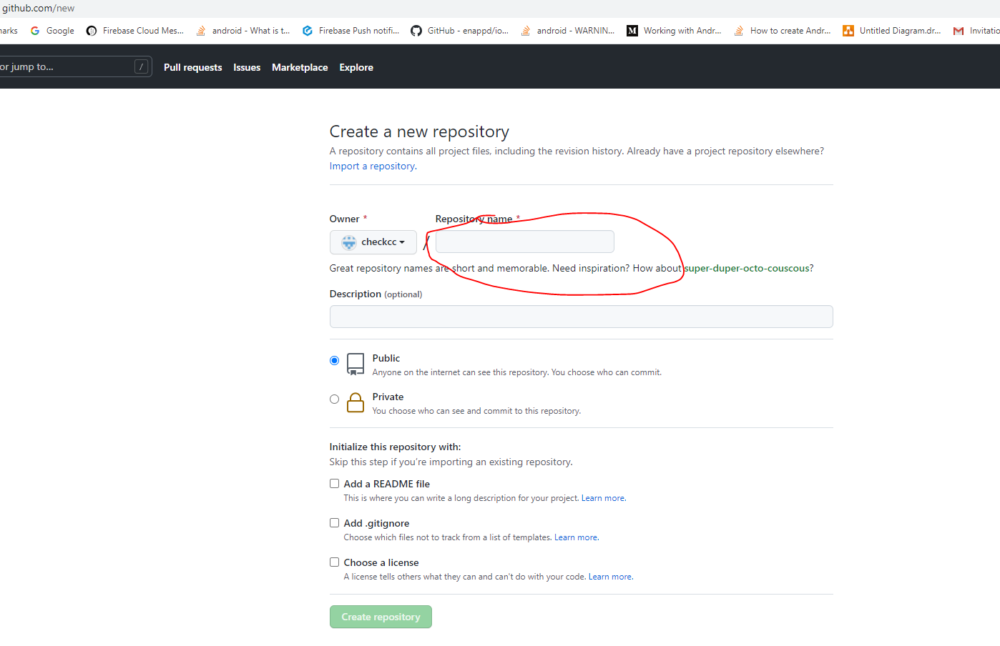 github.com/new
arks Google Firebase Cloud Mes... android - What is t... Firebase Push notifi... GitHub - enappd/io... android - WARNIN... Working with Andr... How to create Andr... Untitled Diagram.dr... Invitatio
or jump to... / Pull requests Issues Marketplace Explore
Create a new repository
A repository contains all project files, including the revision history. Already have a project repository elsewhere?
Import a repository.
Owner * Repository name *
checkcc /
Great repository names are short and memorable. Need inspiration? How about super-duper-octo-couscous?
Description (optional)
Public
Anyone on the internet can see this repository. You choose who can commit.
Private
You choose who can see and commit to this repository.
Initialize this repository with:
Skip this step if you’re importing an existing repository.
Add a README file
This is where you can write a long description for your project. Learn more.
Add .gitignore
Choose which files not to track from a list of templates. Learn more.
Choose a license
A license tells others what they can and can't do with your code. Learn more.
Create repository